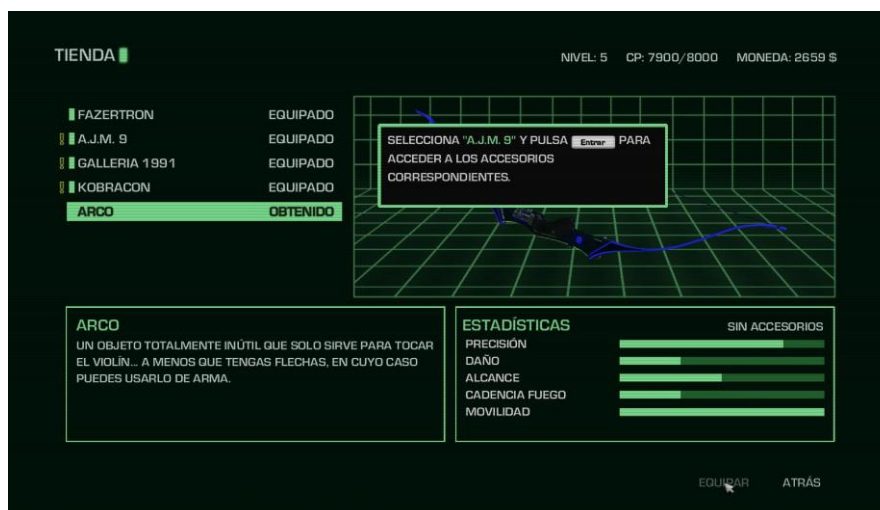 TIENDA
NIVEL: 5 CP: 7900/8000 MONEDA: 2659 $
FAZERTRON EQUIPADO
A.J.M. 9 EQUIPADO
GALLERIA 1991 EQUIPADO
KOBRACON EQUIPADO
ARCO OBTENIDO
SELECCIONA "A.J.M. 9" Y PULSA Entrar PARA
ACCEDER A LOS ACCESORIOS
CORRESPONDIENTES.
ARCO
UN OBJETO TOTALMENTE INÚTIL QUE SOLO SIRVE PARA TOCAR
EL VIOLÍN... A MENOS QUE TENGAS FLECHAS, EN CUYO CASO
PUEDES USARLO DE ARMA.
ESTADÍSTICAS SIN ACCESORIOS
PRECISIÓN
DAÑO
ALCANCE
CADENCIA FUEGO
MOVILIDAD
EQUIPAR ATRÁS